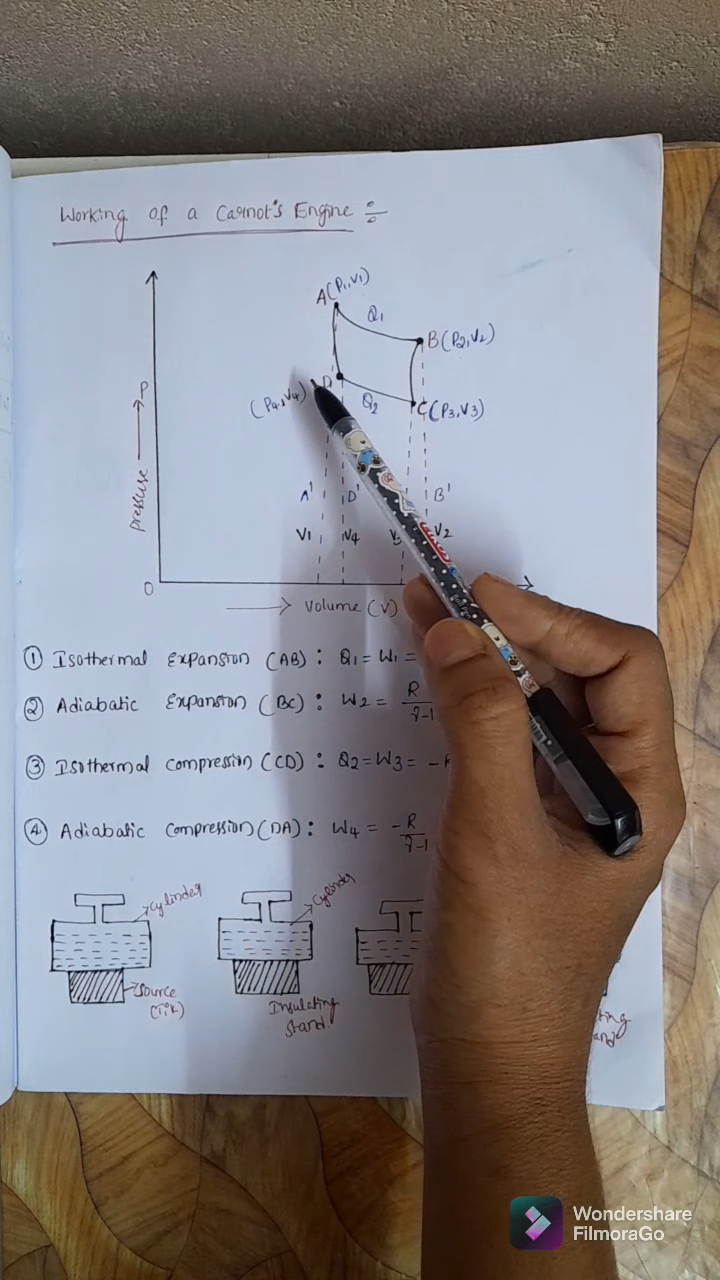 Working of a Carnot's Engine ÷
A(P1,V1)
Q1
B(P2,V2)
D
(P4,V4)
Q2
C(P3,V3)
Pressure → P
A' D' B'
V1 V4 V3 V2
O
→ Volume (V)
① Isothermal Expansion (AB) : Q1 = W1 =
② Adiabatic Expansion (BC) : W2 = R/γ-1
③ Isothermal compression (CD) : Q2 = W3 = -
④ Adiabatic Compression (DA) : W4 = -R/γ-1
Cylinder
Cylinder
Source
(T1°K)
Insulating
Stand
Wondershare
FilmoraGo